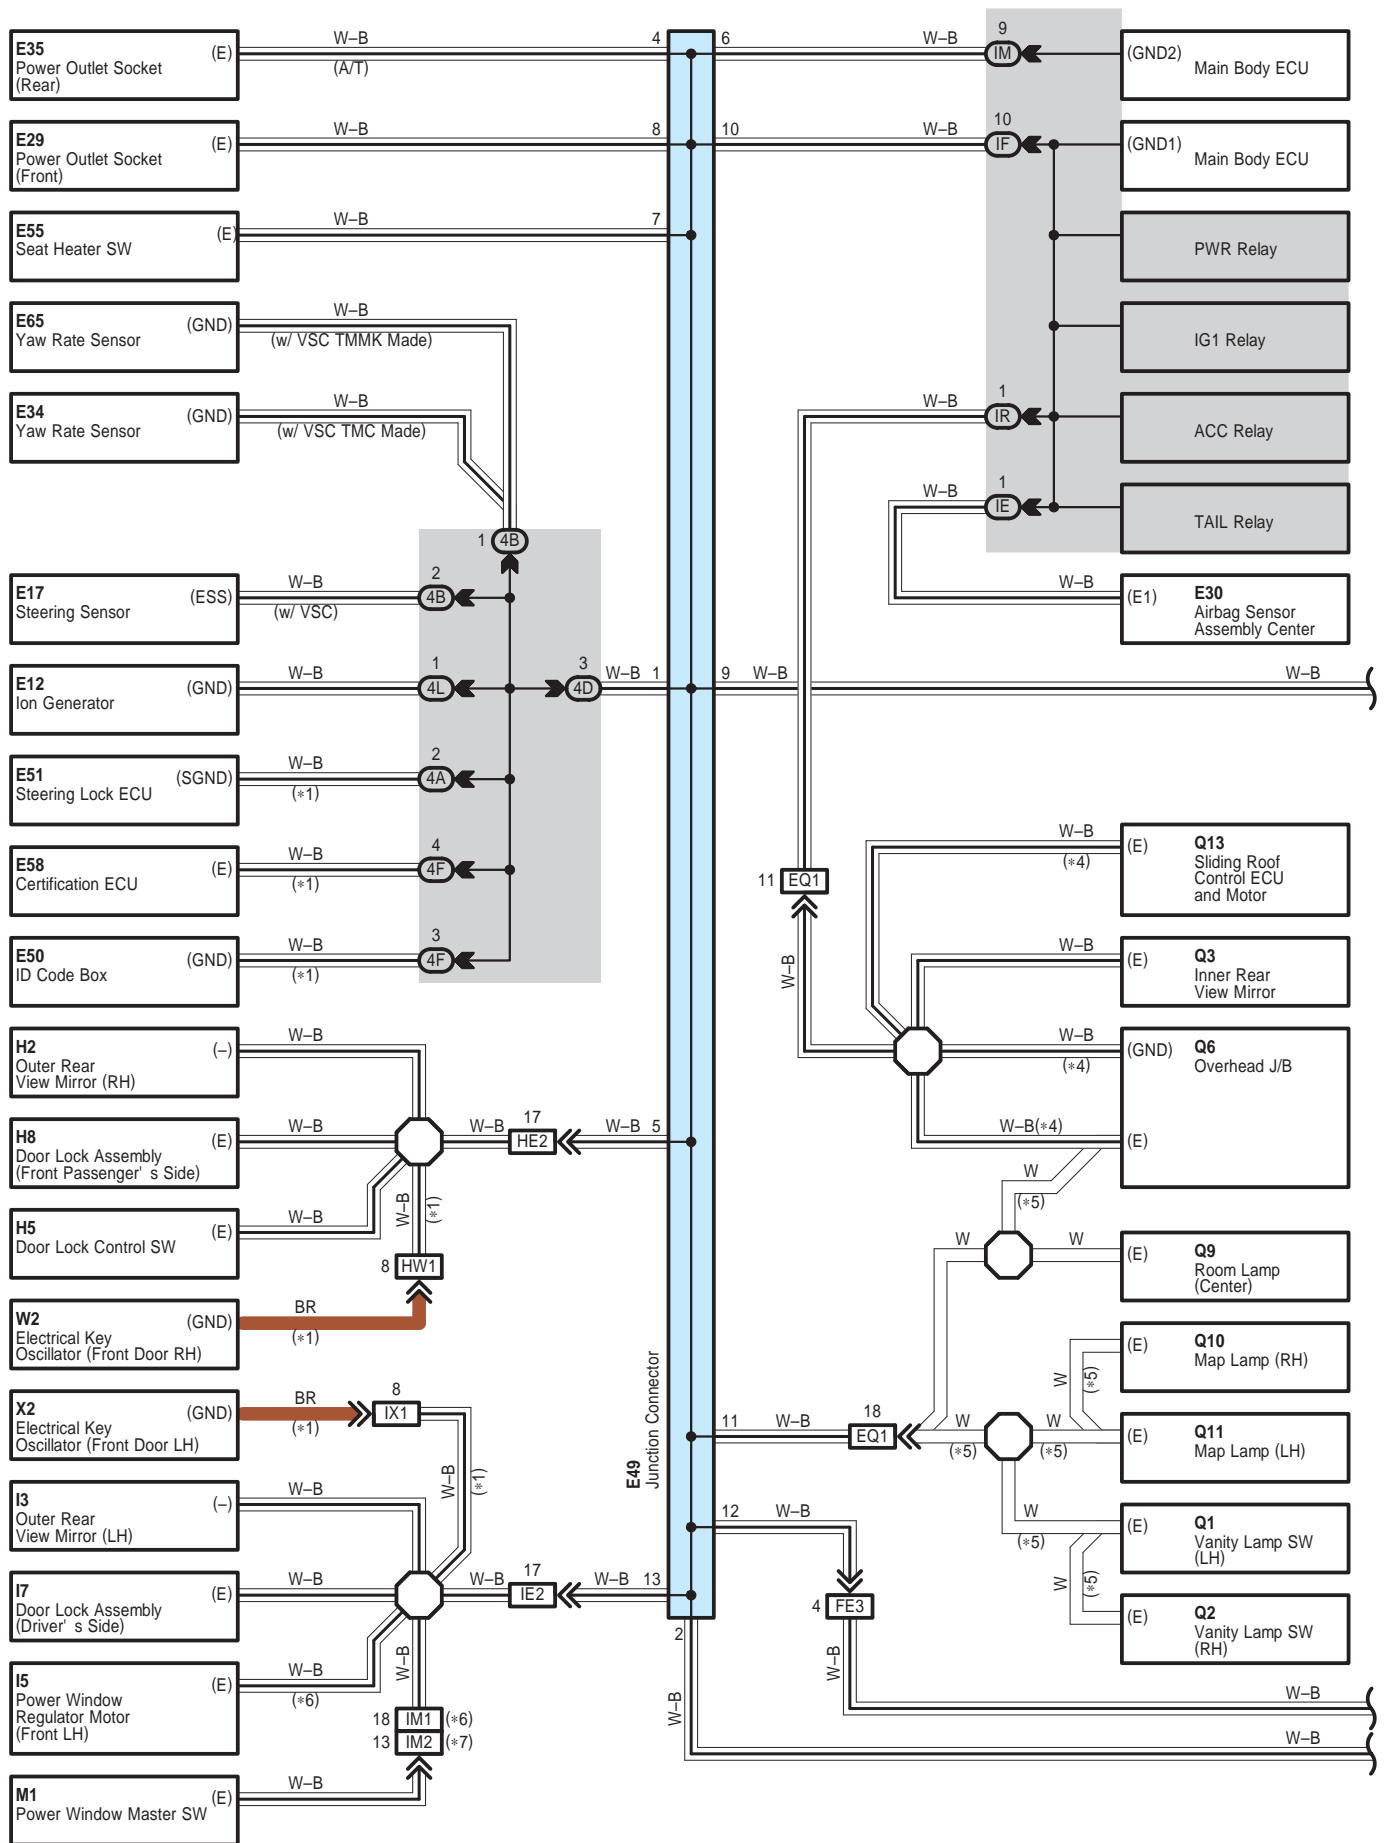 E35
(E)
Power Outlet Socket
(Rear)
W–B
(A/T)
4
6
W–B
9
IM
(GND2)
Main Body ECU
E29
(E)
Power Outlet Socket
(Front)
W–B
8
10
W–B
10
IF
(GND1)
Main Body ECU
E55
(E)
Seat Heater SW
W–B
7
PWR Relay
E65
(GND)
Yaw Rate Sensor
W–B
(w/ VSC TMMK Made)
IG1 Relay
E34
(GND)
Yaw Rate Sensor
W–B
(w/ VSC TMC Made)
W–B
1
IR
ACC Relay
W–B
1
IE
TAIL Relay
1
4B
E17
(ESS)
Steering Sensor
W–B
(w/ VSC)
2
4B
W–B
(E1)
E30
Airbag Sensor
Assembly Center
E12
(GND)
Ion Generator
W–B
1
4L
3
4D
W–B
1
9
W–B
W–B
E51
(SGND)
Steering Lock ECU
W–B
(∗1)
2
4A
E58
(E)
Certification ECU
W–B
(∗1)
4
4F
11
EQ1
W–B
(∗4)
(E)
Q13
Sliding Roof
Control ECU
and Motor
E50
(GND)
ID Code Box
W–B
(∗1)
3
4F
W–B
W–B
(E)
Q3
Inner Rear
View Mirror
H2
(–)
Outer Rear
View Mirror (RH)
W–B
W–B
(∗4)
(GND)
Q6
Overhead J/B
H8
(E)
Door Lock Assembly
(Front Passenger' s Side)
W–B
W–B
17
HE2
W–B
5
W–B(∗4)
(E)
W
(∗5)
H5
(E)
Door Lock Control SW
W–B
W–B
(∗1)
8
HW1
W
W
(E)
Q9
Room Lamp
(Center)
W2
(GND)
Electrical Key
Oscillator (Front Door RH)
BR
(∗1)
W
(∗5)
(E)
Q10
Map Lamp (RH)
X2
(GND)
Electrical Key
Oscillator (Front Door LH)
BR
(∗1)
8
IX1
E49
Junction Connector
11
W–B
18
EQ1
W
(∗5)
W
(∗5)
(E)
Q11
Map Lamp (LH)
W–B
(∗1)
I3
(–)
Outer Rear
View Mirror (LH)
W–B
12
W–B
W
(∗5)
(E)
Q1
Vanity Lamp SW
(LH)
I7
(E)
Door Lock Assembly
(Driver' s Side)
W–B
W–B
17
IE2
W–B
13
4
FE3
W
(∗5)
(E)
Q2
Vanity Lamp SW
(RH)
2
I5
(E)
Power Window
Regulator Motor
(Front LH)
W–B
(∗6)
W–B
W–B
W–B
W–B
18
IM1
(∗6)
13
IM2
(∗7)
W–B
M1
(E)
Power Window Master SW
W–B